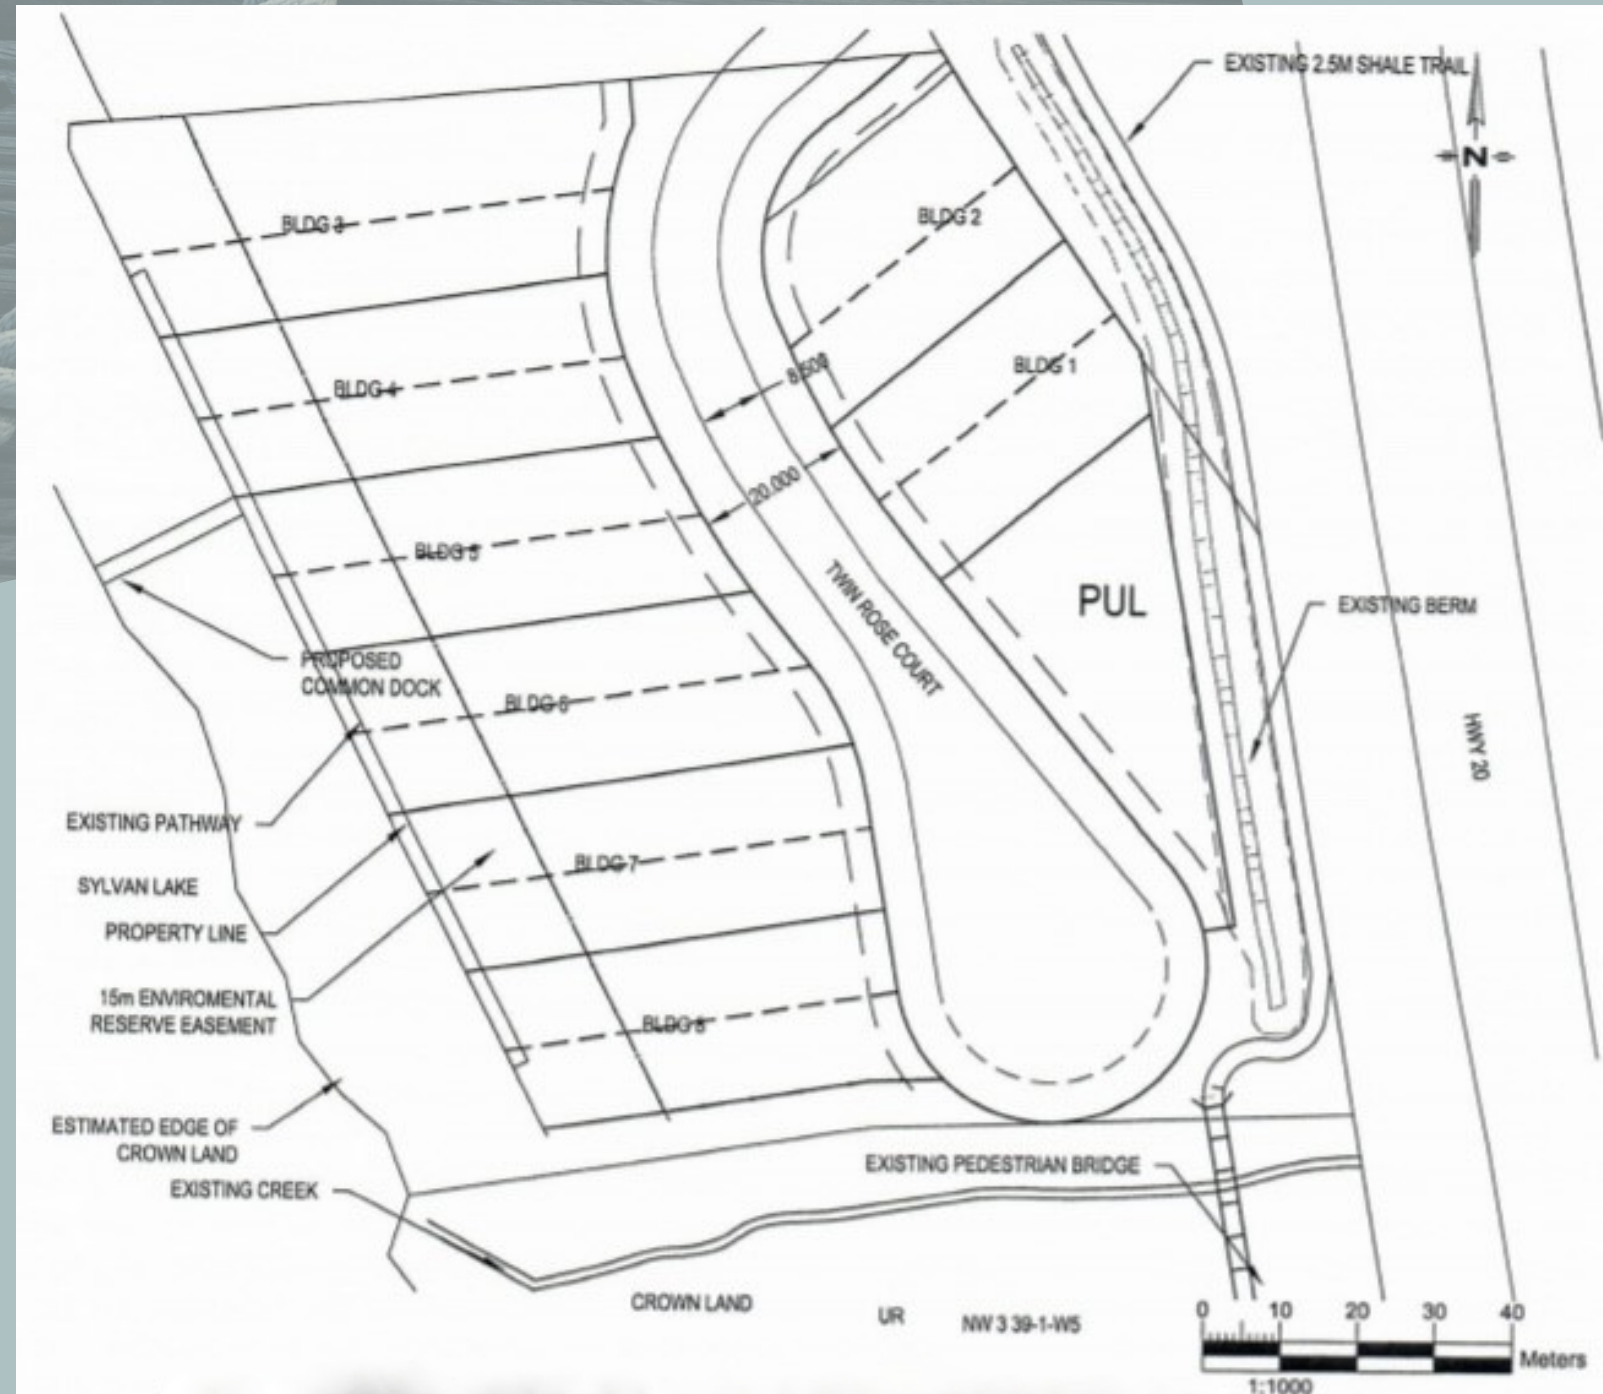 EXISTING 2.5M SHALE TRAIL
N
BLDG 3
BLDG 2
BLDG 4
8.500
BLDG 1
20.000
BLDG 5
TWIN ROSE COURT
PUL
EXISTING BERM
PROPOSED
COMMON DOCK
BLDG 6
HWY 20
EXISTING PATHWAY
BLDG 7
SYLVAN LAKE
PROPERTY LINE
15m ENVIROMENTAL
RESERVE EASEMENT
BLDG 8
ESTIMATED EDGE OF
CROWN LAND
EXISTING PEDESTRIAN BRIDGE
EXISTING CREEK
CROWN LAND
UR
NW 3 39-1-W5
0 10 20 30 40
Meters
1:1000